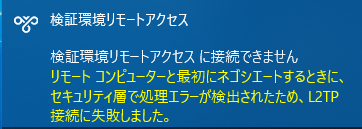 検証環境リモートアクセス
検証環境リモートアクセス に接続できません
リモート コンピューターと最初にネゴシエートするときに、
セキュリティ層で処理エラーが検出されたため、L2TP
接続に失敗しました。